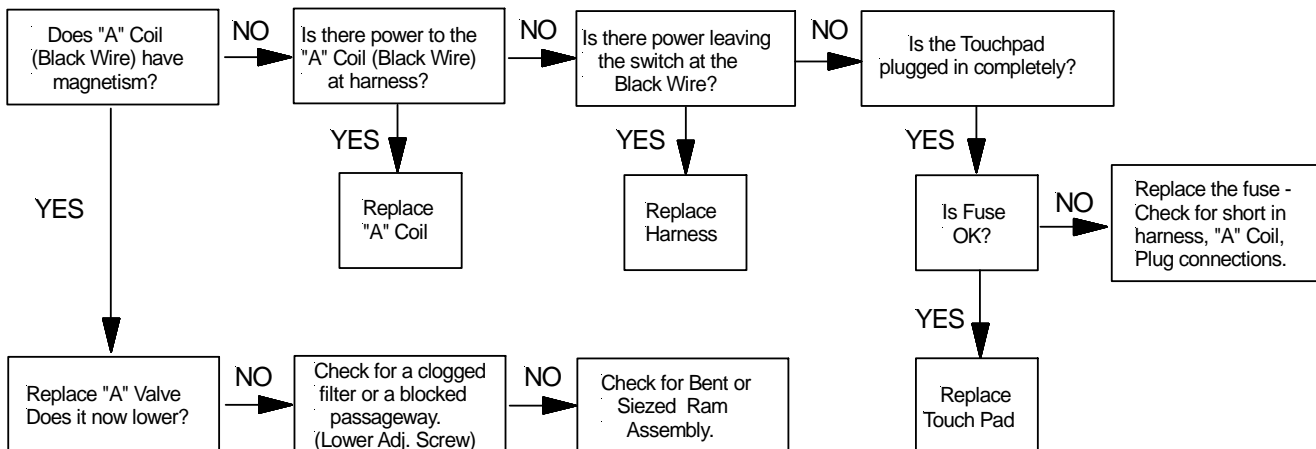 Does "A" Coil
(Black Wire) have
magnetism?
NO
Is there power to the
"A" Coil (Black Wire)
at harness?
NO
Is there power leaving
the switch at the
Black Wire?
NO
Is the Touchpad
plugged in completely?
YES
YES
YES
YES
Replace
"A" Coil
Replace
Harness
Is Fuse
OK?
NO
Replace the fuse -
Check for short in
harness, "A" Coil,
Plug connections.
YES
Replace "A" Valve
Does it now lower?
NO
Check for a clogged
filter or a blocked
passageway.
(Lower Adj. Screw)
NO
Check for Bent or
Siezed Ram
Assembly.
Replace
Touch Pad